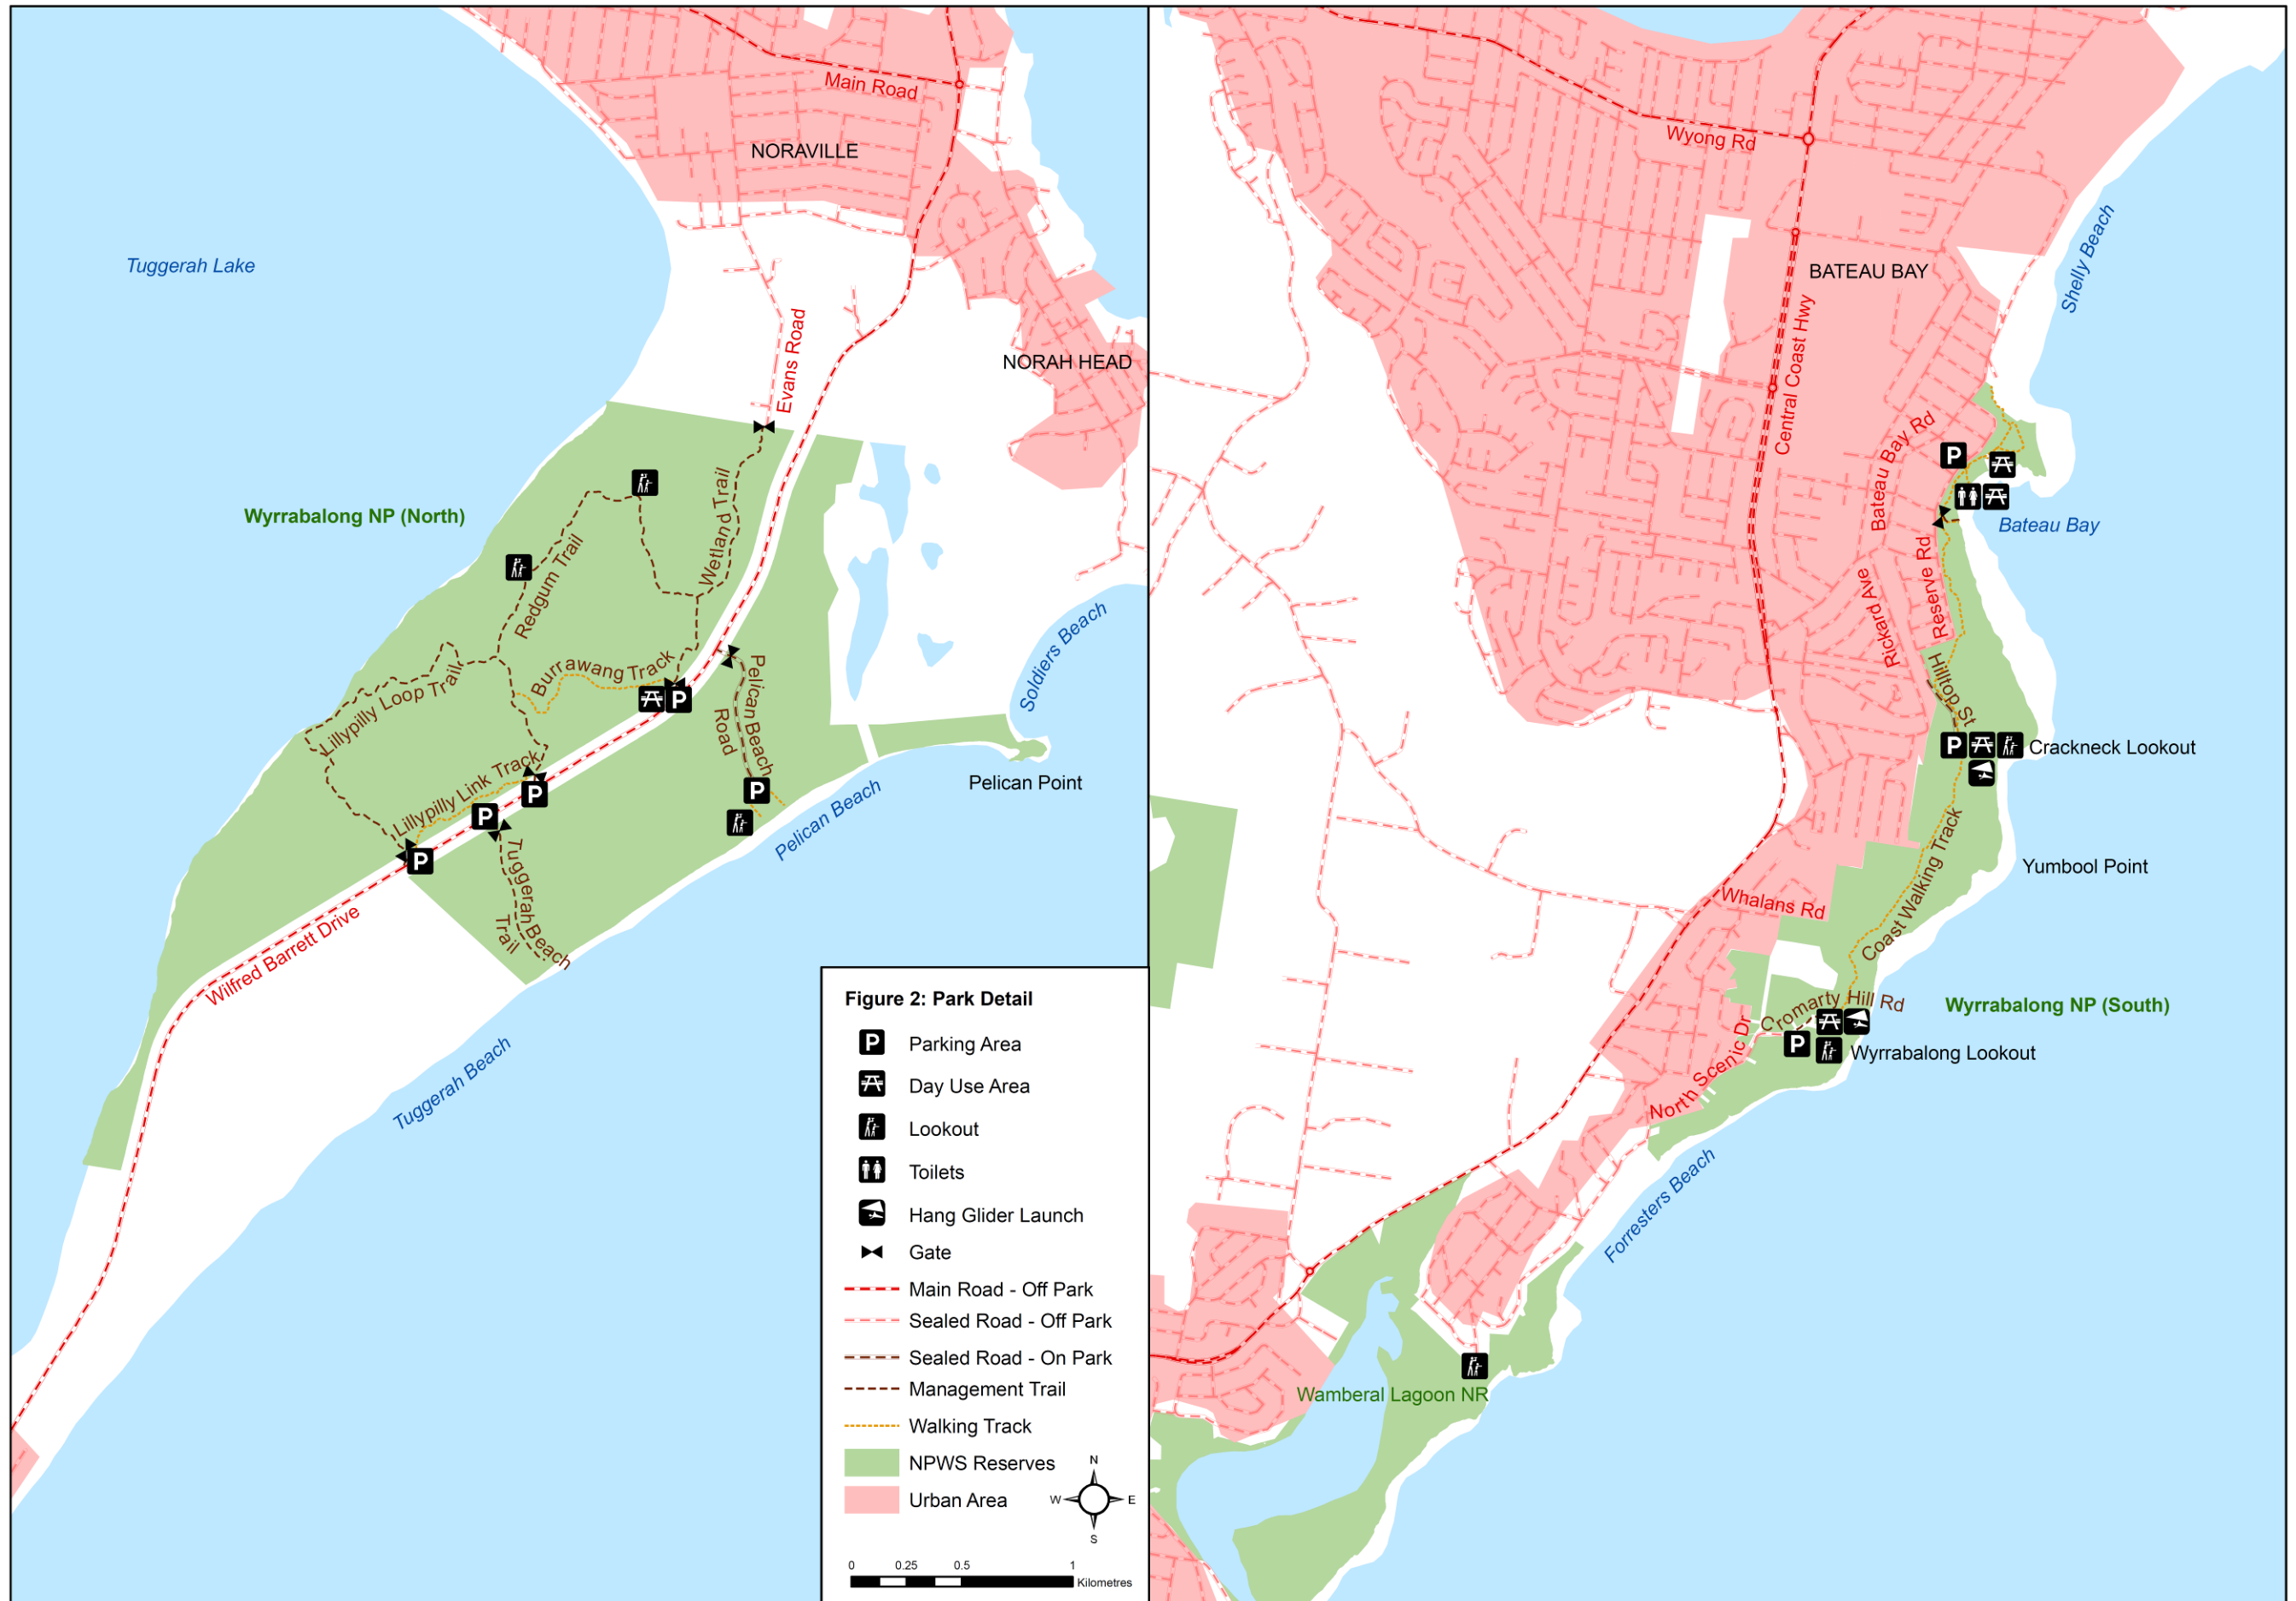 Main Road
NORAVILLE
Tuggerah Lake
Evans Road
NORAH HEAD
Wyrrabalong NP (North)
Wetland Trail
Redgum Trail
Burrawang Track
Lillypilly Loop Trail
Pelican Beach
Road
Soldiers Beach
Lillypilly Link Track
P
P
P
P
P
Pelican Point
Pelican Beach
Tuggerah Beach
Trail
Wilfred Barrett Drive
Tuggerah Beach
Figure 2: Park Detail
P Parking Area
Day Use Area
Lookout
Toilets
Hang Glider Launch
Gate
Main Road - Off Park
Sealed Road - Off Park
Sealed Road - On Park
Management Trail
Walking Track
NPWS Reserves
Urban Area
N
W E
S
0 0.25 0.5 1
Kilometres
Wyong Rd
BATEAU BAY
Shelly Beach
Central Coast Hwy
Bateau Bay Rd
P
Bateau Bay
Reserve Rd
Rickard Ave
Hilltop St
P
Crackneck Lookout
Yumbool Point
Coast Walking Track
Whalans Rd
Cromarty Hill Rd
Wyrrabalong NP (South)
P
Wyrrabalong Lookout
North Scenic Dr
Forresters Beach
Wamberal Lagoon NR